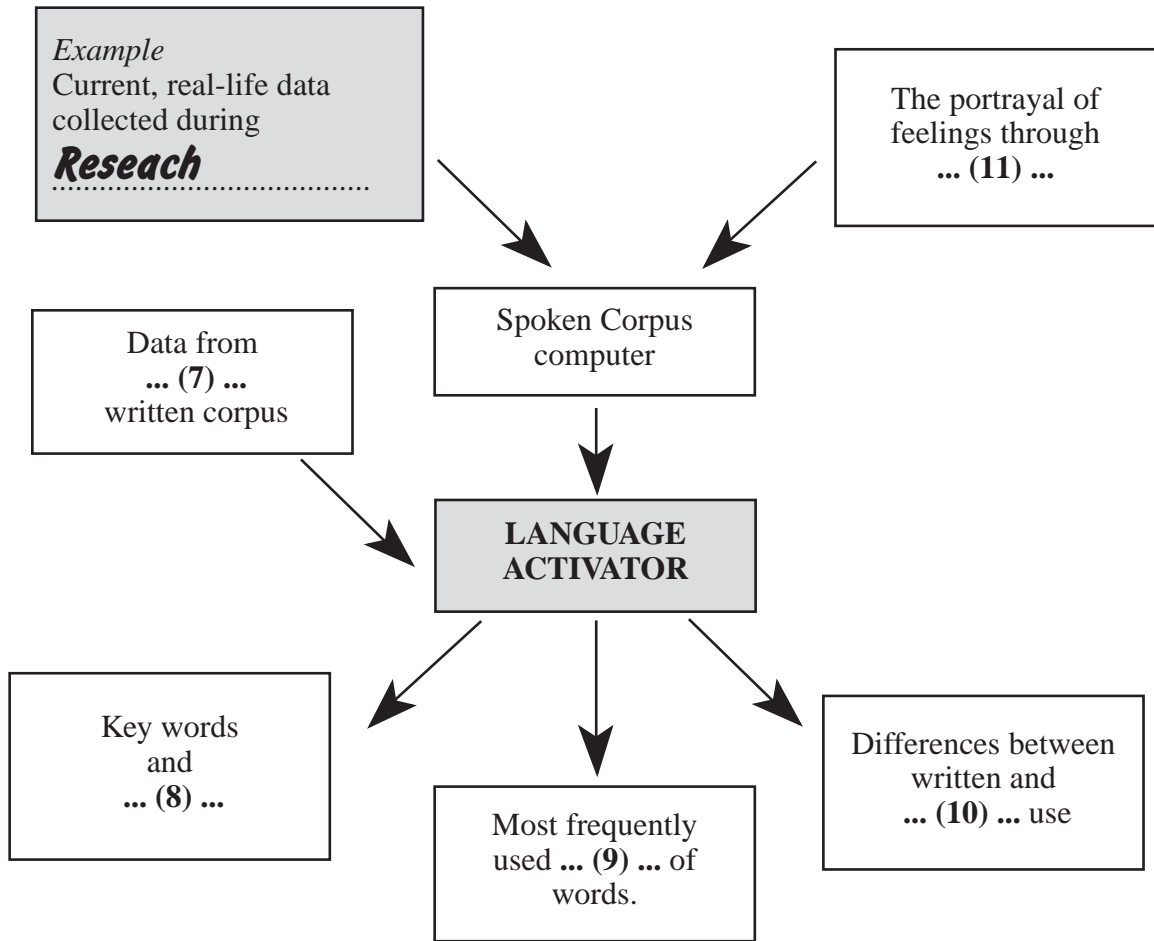 Example
Current, real-life data
collected during
Reseach
The portrayal of
feelings through
... (11) ...
Spoken Corpus
computer
Data from
... (7) ...
written corpus
LANGUAGE
ACTIVATOR
Key words
and
... (8) ...
Most frequently
used ... (9) ... of
words.
Differences between
written and
... (10) ... use